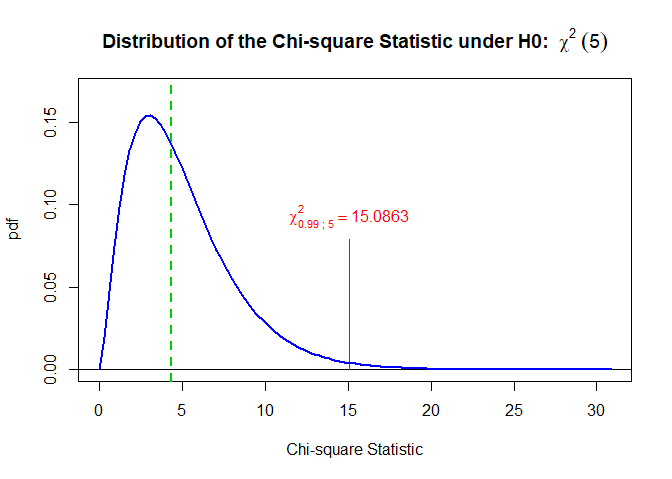 Distribution of the Chi-square Statistic under H0: χ² (5)
0.15
0.10
0.05
0.00
pdf
χ²0.99 ; 5 = 15.0863
0 5 10 15 20 25 30
Chi-square Statistic